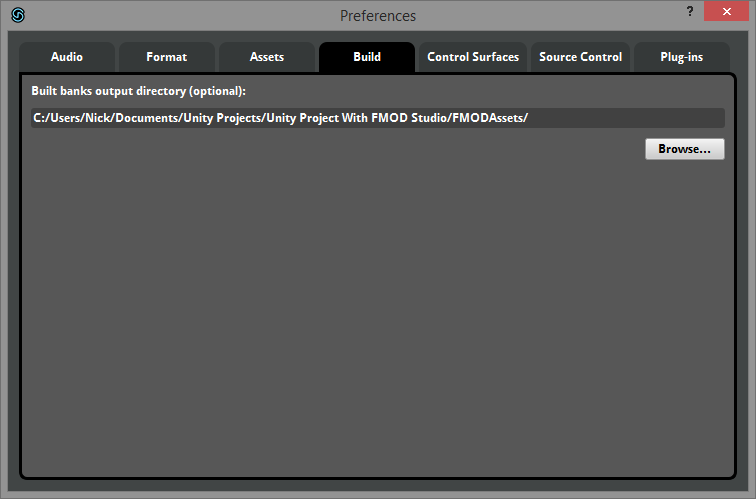 Preferences
?
Audio Format Assets Build Control Surfaces Source Control Plug-ins
Built banks output directory (optional):
C:/Users/Nick/Documents/Unity Projects/Unity Project With FMOD Studio/FMODAssets/
Browse...